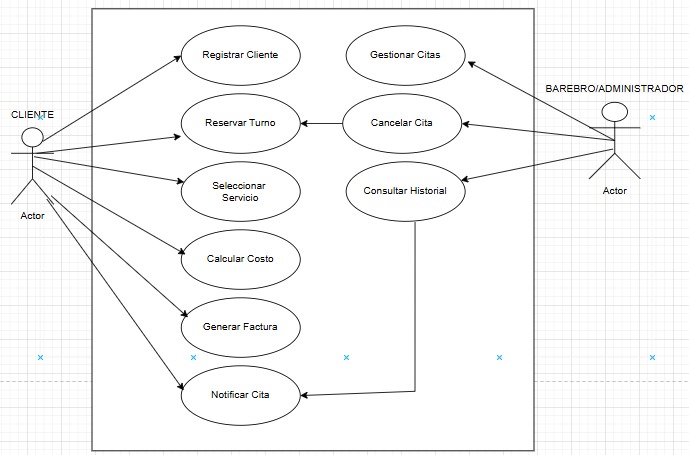 Registrar Cliente
Gestionar Citas
BAREBRO/ADMINISTRADOR
CLIENTE
Reservar Turno
Cancelar Cita
Actor
Seleccionar
Servicio
Consultar Historial
Actor
Calcular Costo
Generar Factura
Notificar Cita